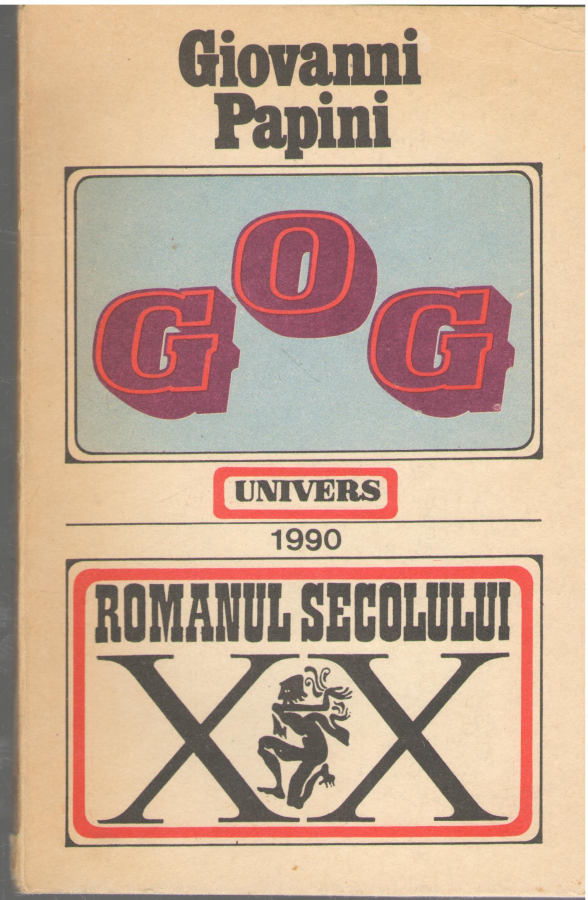 Giovanni
Papini
GOG
UNIVERS
1990
ROMANUL SECOLULUI
XX